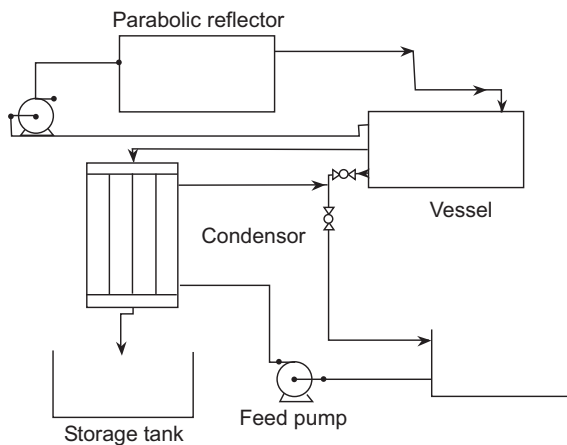 Parabolic reflector
Vessel
Condensor
Feed pump
Storage tank